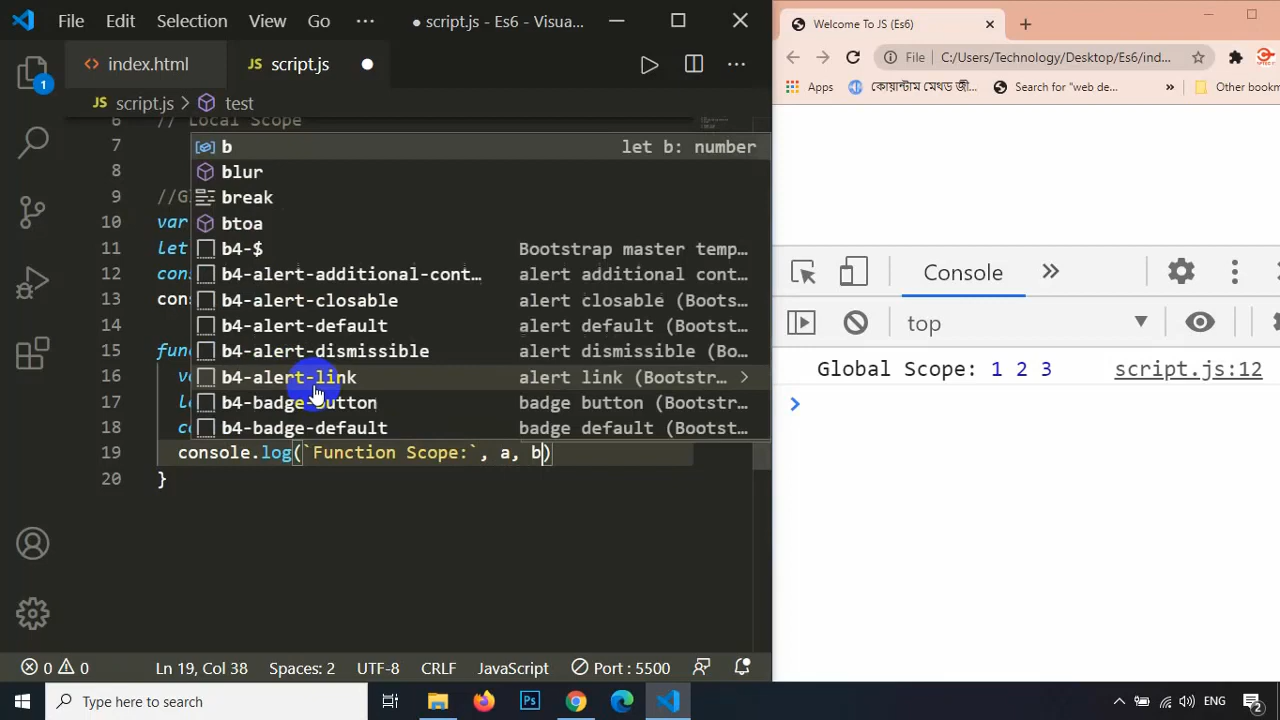 File Edit Selection View Go ··· ● script.js - Es6 - Visua...
index.html
JS script.js
JS script.js > test
6 // Local Scope
7
8
9 //G
10 var
11 let
12 con
13 cons
14
15 func
16 va
17 le
18 co
19 console.log(`Function Scope:`, a, b)
20 }
b let b: number
blur
break
btoa
b4-$ Bootstrap master temp...
b4-alert-additional-cont... alert additional cont...
b4-alert-closable alert closable (Boots...
b4-alert-default alert default (Bootst...
b4-alert-dismissible alert dismissible (Bo...
b4-alert-link alert link (Bootstr... >
b4-badge-button badge button (Bootstr...
b4-badge-default badge default (Bootst...
1
0 0 Ln 19, Col 38 Spaces: 2 UTF-8 CRLF JavaScript Port : 5500
Welcome To JS (Es6)
File C:/Users/Technology/Desktop/Es6/ind...
Apps কোয়ান্টাম মেথড জী... Search for "web de... » Other bookm
Console »
top
Global Scope: 1 2 3 script.js:12
>
Type here to search
Ps
ENG
2